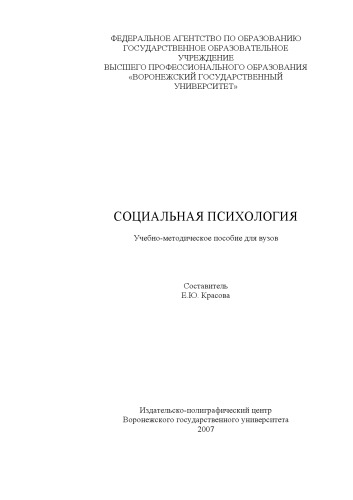 ФЕДЕРАЛЬНОЕ АГЕНТСТВО ПО ОБРАЗОВАНИЮ
ГОСУДАРСТВЕННОЕ ОБРАЗОВАТЕЛЬНОЕ
УЧРЕЖДЕНИЕ
ВЫСШЕГО ПРОФЕССИОНАЛЬНОГО ОБРАЗОВАНИЯ
«ВОРОНЕЖСКИЙ ГОСУДАРСТВЕННЫЙ
УНИВЕРСИТЕТ»
СОЦИАЛЬНАЯ ПСИХОЛОГИЯ
Учебно-методическое пособие для вузов
Составитель
Е.Ю. Красова
Издательско-полиграфический центр
Воронежского государственного университета
2007